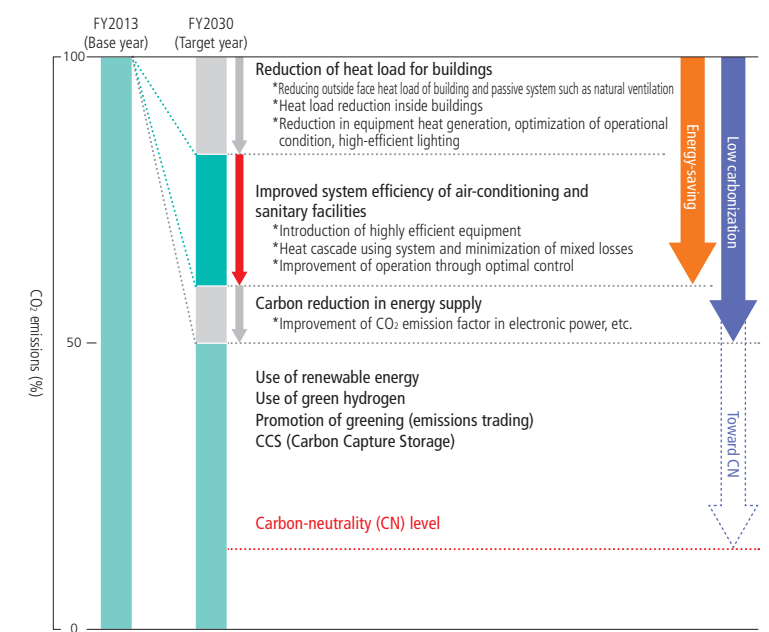 FY2013
(Base year)
FY2030
(Target year)
100
Reduction of heat load for buildings
*Reducing outside face heat load of building and passive system such as natural ventilation
*Heat load reduction inside buildings
*Reduction in equipment heat generation, optimization of operational
condition, high-efficient lighting
Energy-saving
Low carbonization
Improved system efficiency of air-conditioning and
sanitary facilities
*Introduction of highly efficient equipment
*Heat cascade using system and minimization of mixed losses
*Improvement of operation through optimal control
CO₂ emissions (%)
Carbon reduction in energy supply
*Improvement of CO₂ emission factor in electronic power, etc.
50
Use of renewable energy
Use of green hydrogen
Promotion of greening (emissions trading)
CCS (Carbon Capture Storage)
Toward CN
Carbon-neutrality (CN) level
0